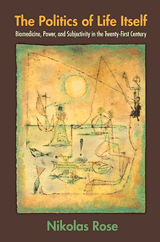 The Politics of Life Itself
Biomedicine, Power, and Subjectivity in the Twenty-First Century
Nikolas Rose